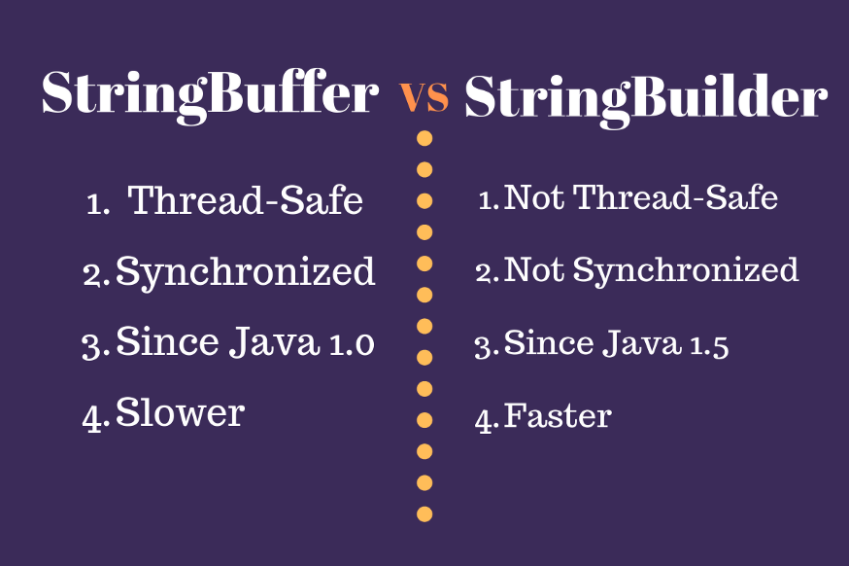 StringBuffer vs StringBuilder
1. Thread-Safe
2. Synchronized
3. Since Java 1.0
4. Slower
1. Not Thread-Safe
2. Not Synchronized
3. Since Java 1.5
4. Faster